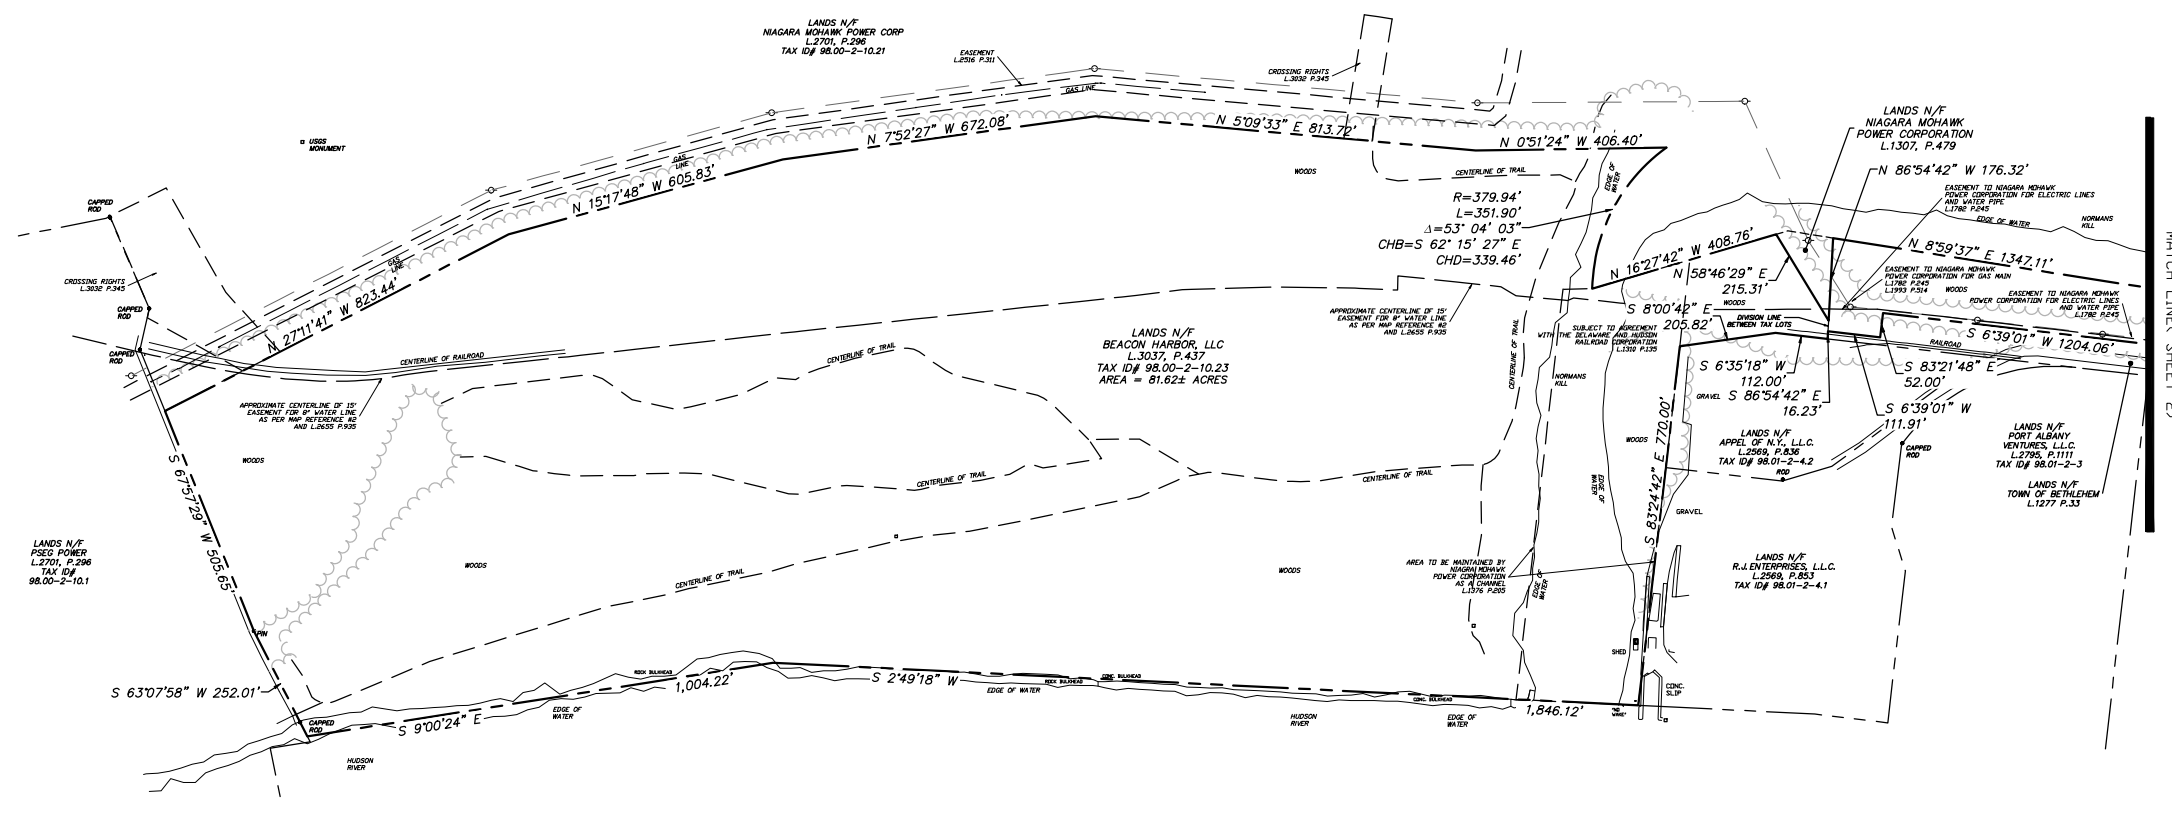 LANDS N/F
NIAGARA MOHAWK POWER CORP
L.2701, P.296
TAX ID# 98.00-2-10.21
EASEMENT
L.2516 P.311
CROSSING RIGHTS
L.3032 P.345
GAS LINE
N 7°52'27" W 672.08'
N 5°09'33" E 813.72'
N 0°51'24" W 406.40'
LANDS N/F
NIAGARA MOHAWK
POWER CORPORATION
L.1307, P.479
N 86°54'42" W 176.32'
USGS
MONUMENT
GAS
LINE
N 15°17'48" W 605.83'
WOODS
CENTERLINE OF TRAIL
EDGE OF
WATER
R=379.94'
L=351.90'
Δ=53° 04' 03"
CHB=S 62° 15' 27" E
CHD=339.46'
EASEMENT TO NIAGARA MOHAWK
POWER CORPORATION FOR ELECTRIC LINES
AND WATER PIPE
L.1782 P.245
EDGE OF WATER
NORMANS
KILL
CAPPED
ROD
CROSSING RIGHTS
L.3032 P.345
CAPPED
ROD
CAPPED
ROD
GAS
LINE
N 27°11'41" W 823.44'
N 16°27'42" W 408.76'
N 58°46'29" E
215.31'
N 8°59'37" E 1347.11'
EASEMENT TO NIAGARA MOHAWK
POWER CORPORATION FOR GAS MAIN
L.1782 P.245
L.1993 P.514
WOODS
EASEMENT TO NIAGARA MOHAWK
POWER CORPORATION FOR ELECTRIC LINES
AND WATER PIPE
L.1782 P.245
MATCH LINE SHEET 2)
WOODS
S 8°00'42" E
205.82'
DIVISION LINE
BETWEEN TAX LOTS
APPROXIMATE CENTERLINE OF 15'
EASEMENT FOR 8" WATER LINE
AS PER MAP REFERENCE #2
AND L.2655 P.935
SUBJECT TO AGREEMENT
WITH THE DELAWARE AND HUDSON
RAILROAD CORPORATION
L.1310 P.135
CENTERLINE OF TRAIL
NORMANS
KILL
LANDS N/F
BEACON HARBOR, LLC
L.3037, P.437
TAX ID# 98.00-2-10.23
AREA = 81.62± ACRES
CENTERLINE OF RAILROAD
CENTERLINE OF TRAIL
S 6°39'01" W 1204.06'
RAILROAD
S 6°35'18" W
112.00'
S 83°21'48" E
52.00'
GRAVEL
S 86°54'42" E
16.23'
S 6°39'01" W
111.91'
APPROXIMATE CENTERLINE OF 15'
EASEMENT FOR 8" WATER LINE
AS PER MAP REFERENCE #2
AND L.2655 P.935
WOODS
S 67°57'29" W 505.65'
CENTERLINE OF TRAIL
CENTERLINE OF TRAIL
WOODS
EDGE OF
WATER
S 83°24'42" E 770.00'
LANDS N/F
APPEL OF N.Y., L.L.C.
L.2569, P.836
TAX ID# 98.01-2-4.2
ROD
CAPPED
ROD
LANDS N/F
PORT ALBANY
VENTURES, L.L.C.
L.2795, P.1111
TAX ID# 98.01-2-3
LANDS N/F
TOWN OF BETHLEHEM
L.1277 P.33
GRAVEL
LANDS N/F
PSEG POWER
L.2701, P.296
TAX ID#
98.00-2-10.1
WOODS
CENTERLINE OF TRAIL
WOODS
AREA TO BE MAINTAINED BY
NIAGRA MOHAWK
POWER CORPORATION
AS A CHANNEL
L.1376 P.205
EDGE OF
WATER
LANDS N/F
R.J. ENTERPRISES, L.L.C.
L.2569, P.853
TAX ID# 98.01-2-4.1
PIN
SHED
S 63°07'58" W 252.01'
ROCK BULKHEAD
1,004.22'
S 2°49'18" W
EDGE OF WATER
ROCK BULKHEAD
CONC. BULKHEAD
CONC. BULKHEAD
CONC.
SLIP
CAPPED
ROD
S 9°00'24" E
EDGE OF
WATER
HUDSON
RIVER
EDGE OF
WATER
1,846.12'
"NO
WAKE"
HUDSON
RIVER